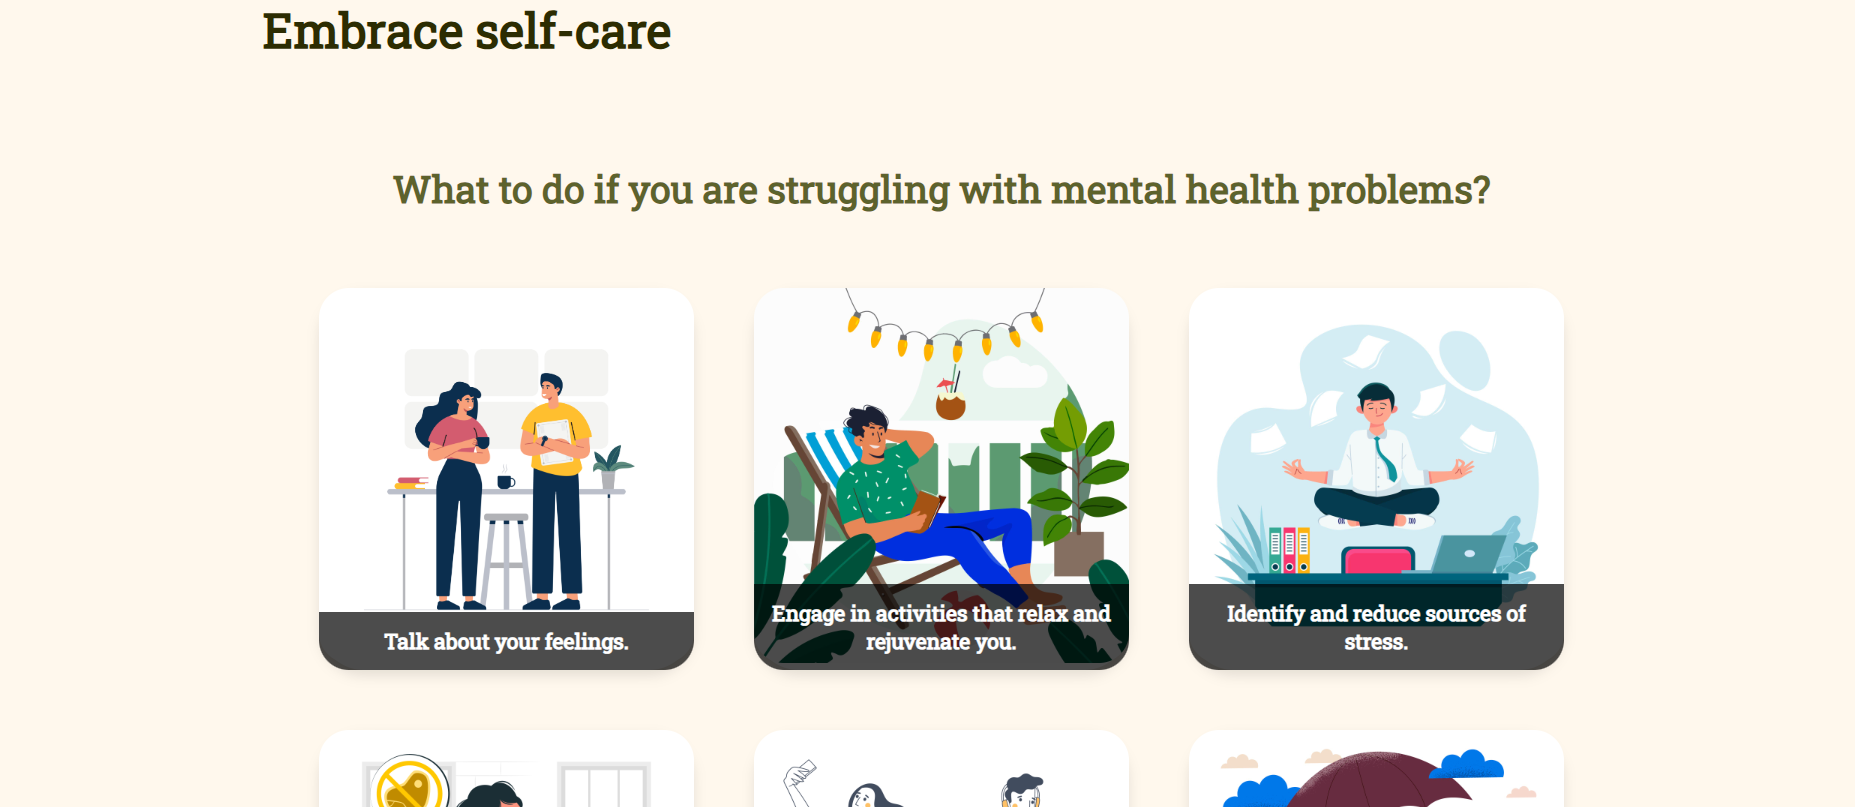 Embrace self-care
What to do if you are struggling with mental health problems?
Talk about your feelings.
Engage in activities that relax and
rejuvenate you.
Identify and reduce sources of
stress.